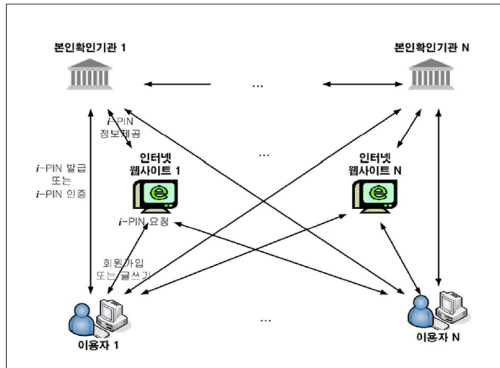 본인확인기관 1
본인확인기관 N
...
i-PIN
정보제공
...
인터넷
웹사이트 1
인터넷
웹사이트 N
i-PIN 발급
또는
i-PIN 인증
i-PIN 요청
회원가입
또는 글쓰기
...
이용자 1
이용자 N